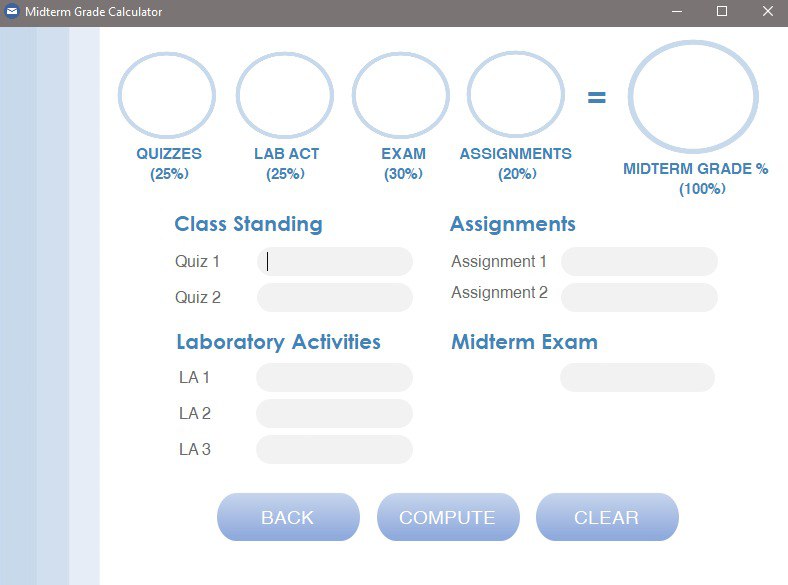 Midterm Grade Calculator
=
QUIZZES
(25%)
LAB ACT
(25%)
EXAM
(30%)
ASSIGNMENTS
(20%)
MIDTERM GRADE %
(100%)
Class Standing
Quiz 1
Quiz 2
Assignments
Assignment 1
Assignment 2
Laboratory Activities
LA 1
LA 2
LA 3
Midterm Exam
BACK
COMPUTE
CLEAR